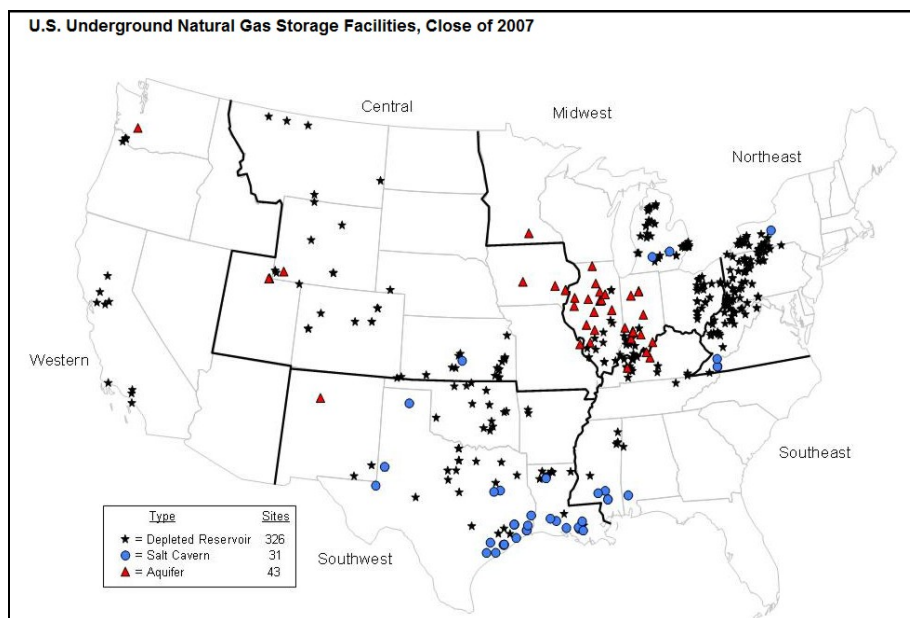 U.S. Underground Natural Gas Storage Facilities, Close of 2007
Central
Midwest
Northeast
Western
Southeast
Southwest
Type Sites
= Depleted Reservoir 326
= Salt Cavern 31
= Aquifer 43